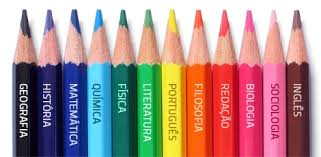 GEOGRAFIA
HISTÓRIA
MATEMÁTICA
QUÍMICA
FÍSICA
LITERATURA
PORTUGUÊS
FILOSOFIA
REDAÇÃO
BIOLOGIA
SOCIOLOGIA
INGLÊS